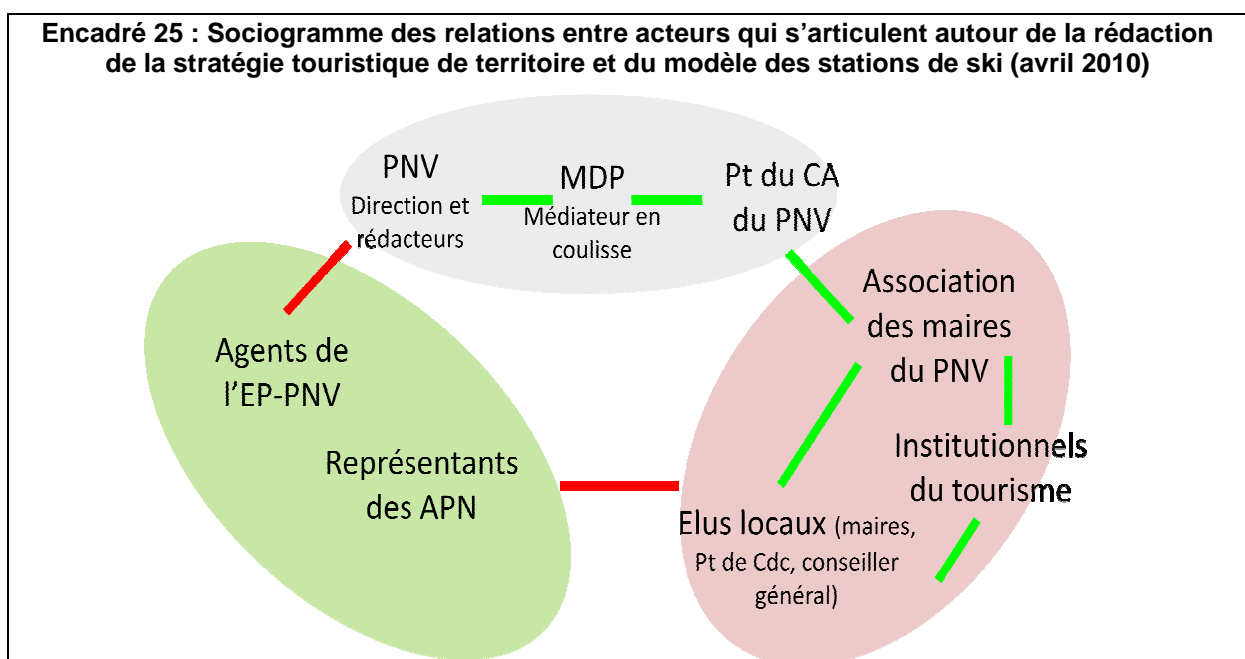 Encadré 25 : Sociogramme des relations entre acteurs qui s’articulent autour de la rédaction
de la stratégie touristique de territoire et du modèle des stations de ski (avril 2010)
PNV
Direction et
rédacteurs
MDP
Médiateur en
coulisse
Pt du CA
du PNV
Association
des maires
du PNV
Agents de
l’EP-PNV
Représentants
des APN
Institutionnels
du tourisme
Elus locaux (maires,
Pt de Cdc, conseiller
général)